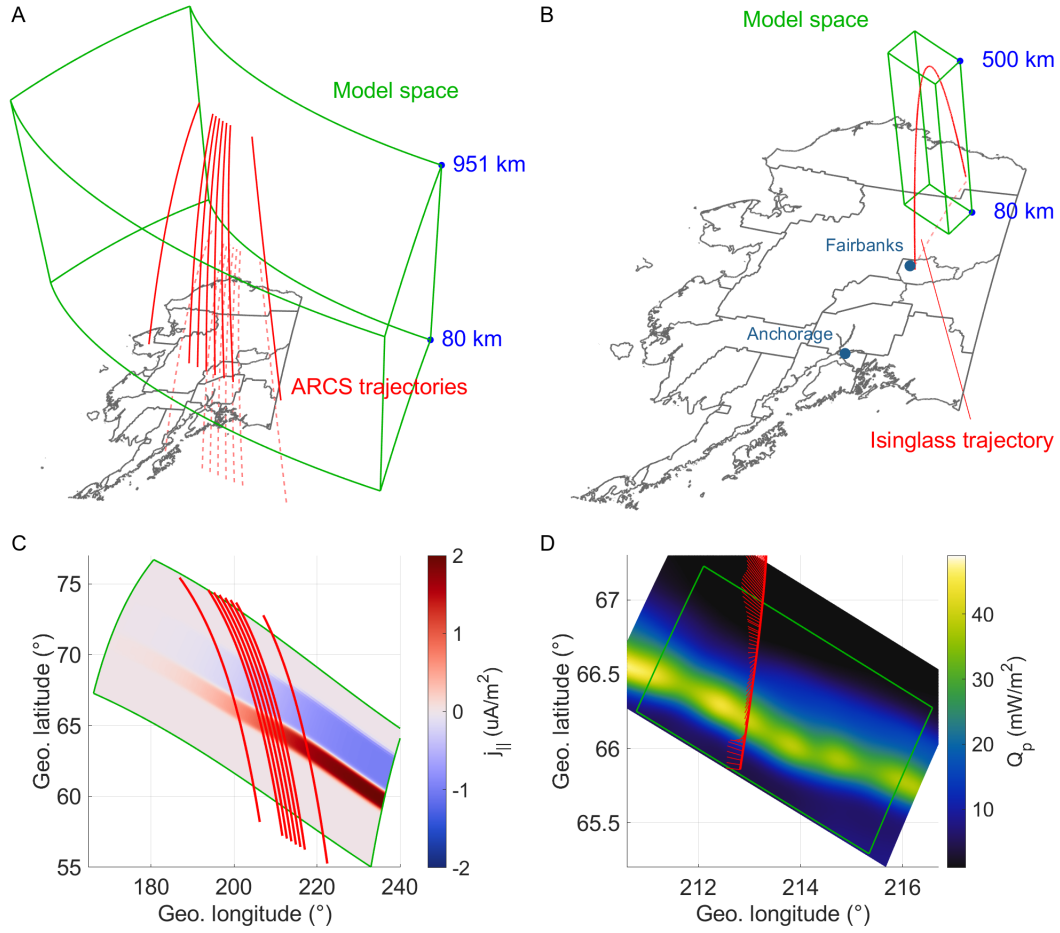 A
Model space
951 km
80 km
ARCS trajectories
B
Model space
500 km
80 km
Fairbanks
Anchorage
Isinglass trajectory
C
75
70
65
60
55
180
200
220
240
Geo. latitude (°)
Geo. longitude (°)
2
1
0
-1
-2
j|| (uA/m²)
D
67
66.5
66
65.5
212
214
216
Geo. latitude (°)
Geo. longitude (°)
40
30
20
10
Qp (mW/m²)